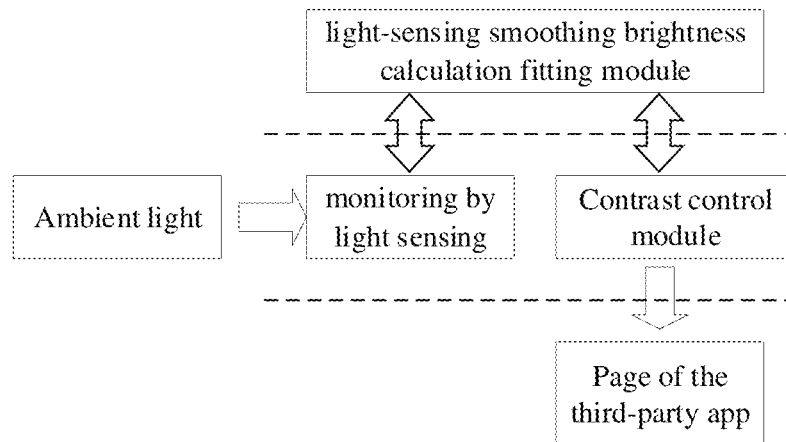 light-sensing smoothing brightness
calculation fitting module
Ambient light
monitoring by
light sensing
Contrast control
module
Page of the
third-party app